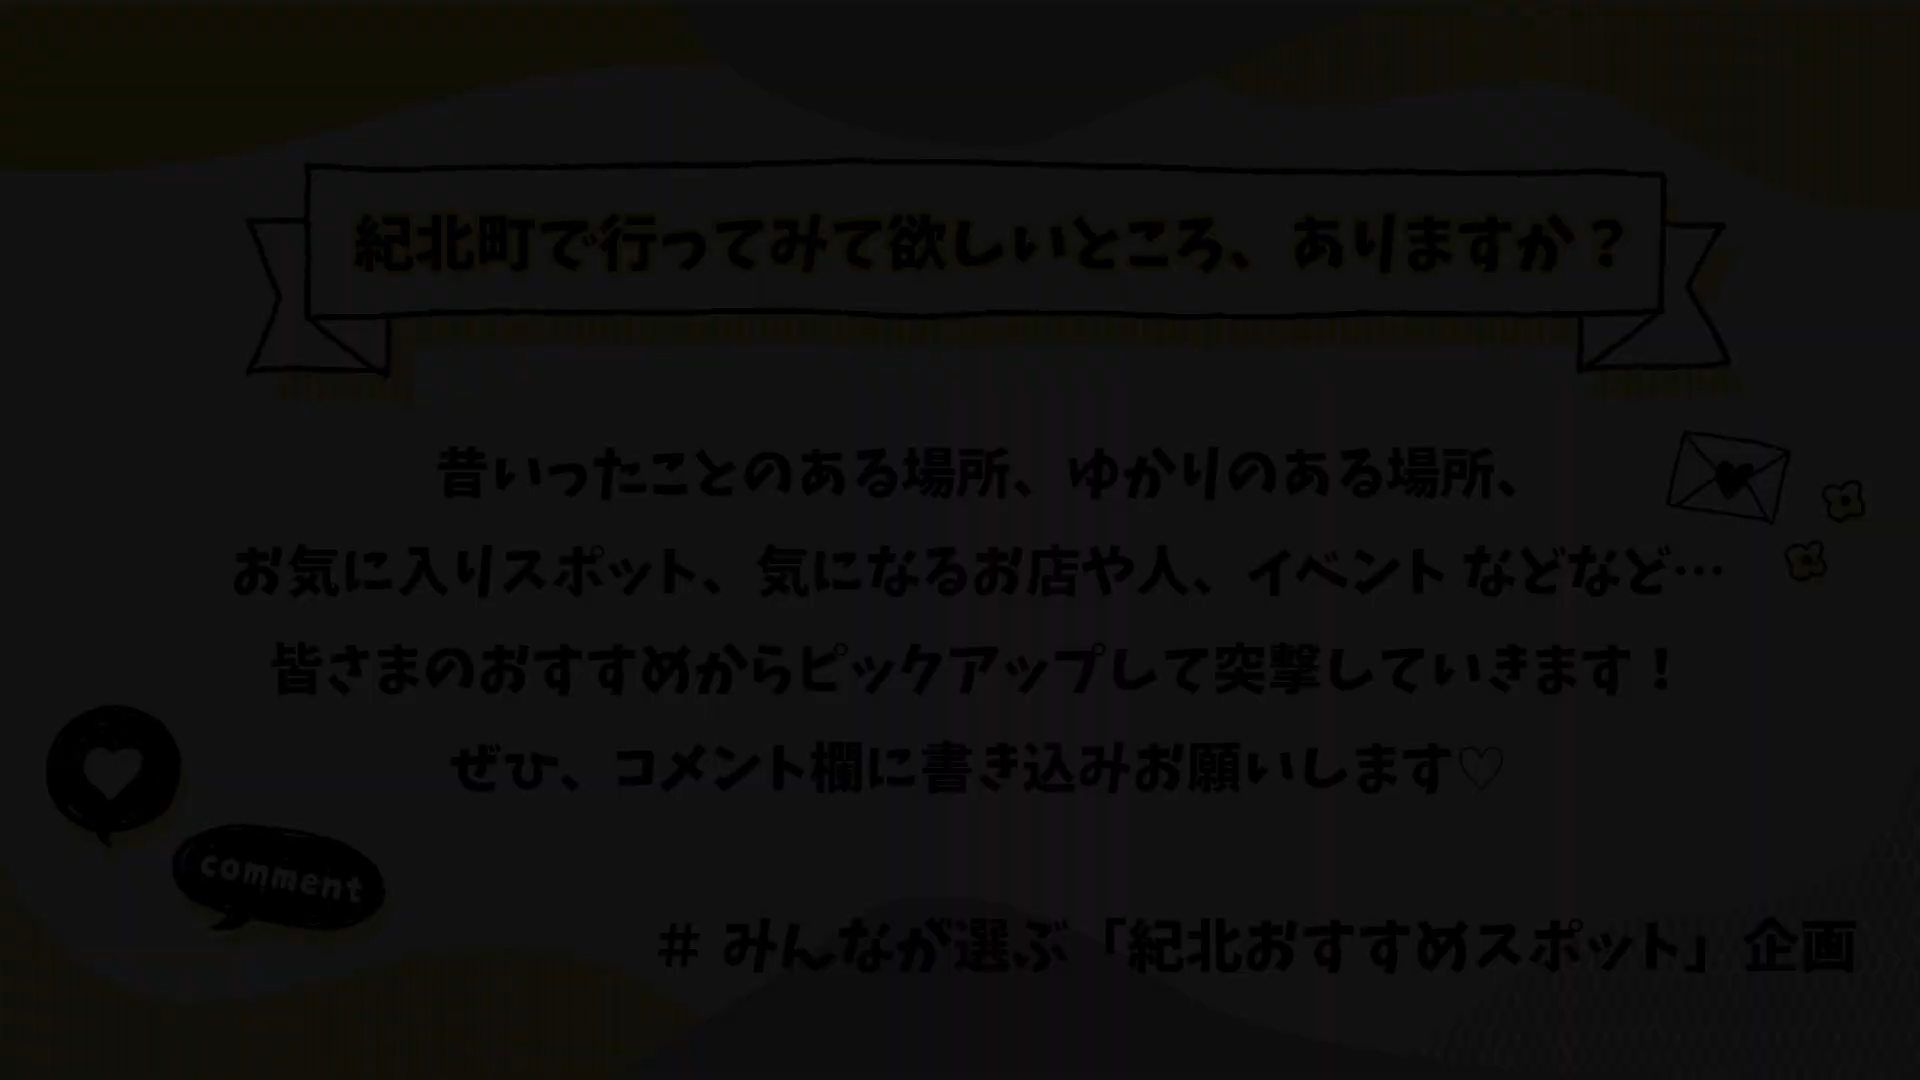 紀北町で行ってみて欲しいところ、ありますか？
昔いったことのある場所、ゆかりのある場所、
お気に入りスポット、気になるお店や人、イベント などなど…
皆さまのおすすめからピックアップして突撃していきます！
ぜひ、コメント欄に書き込みお願いします♡
comment
# みんなが選ぶ「紀北おすすめスポット」企画